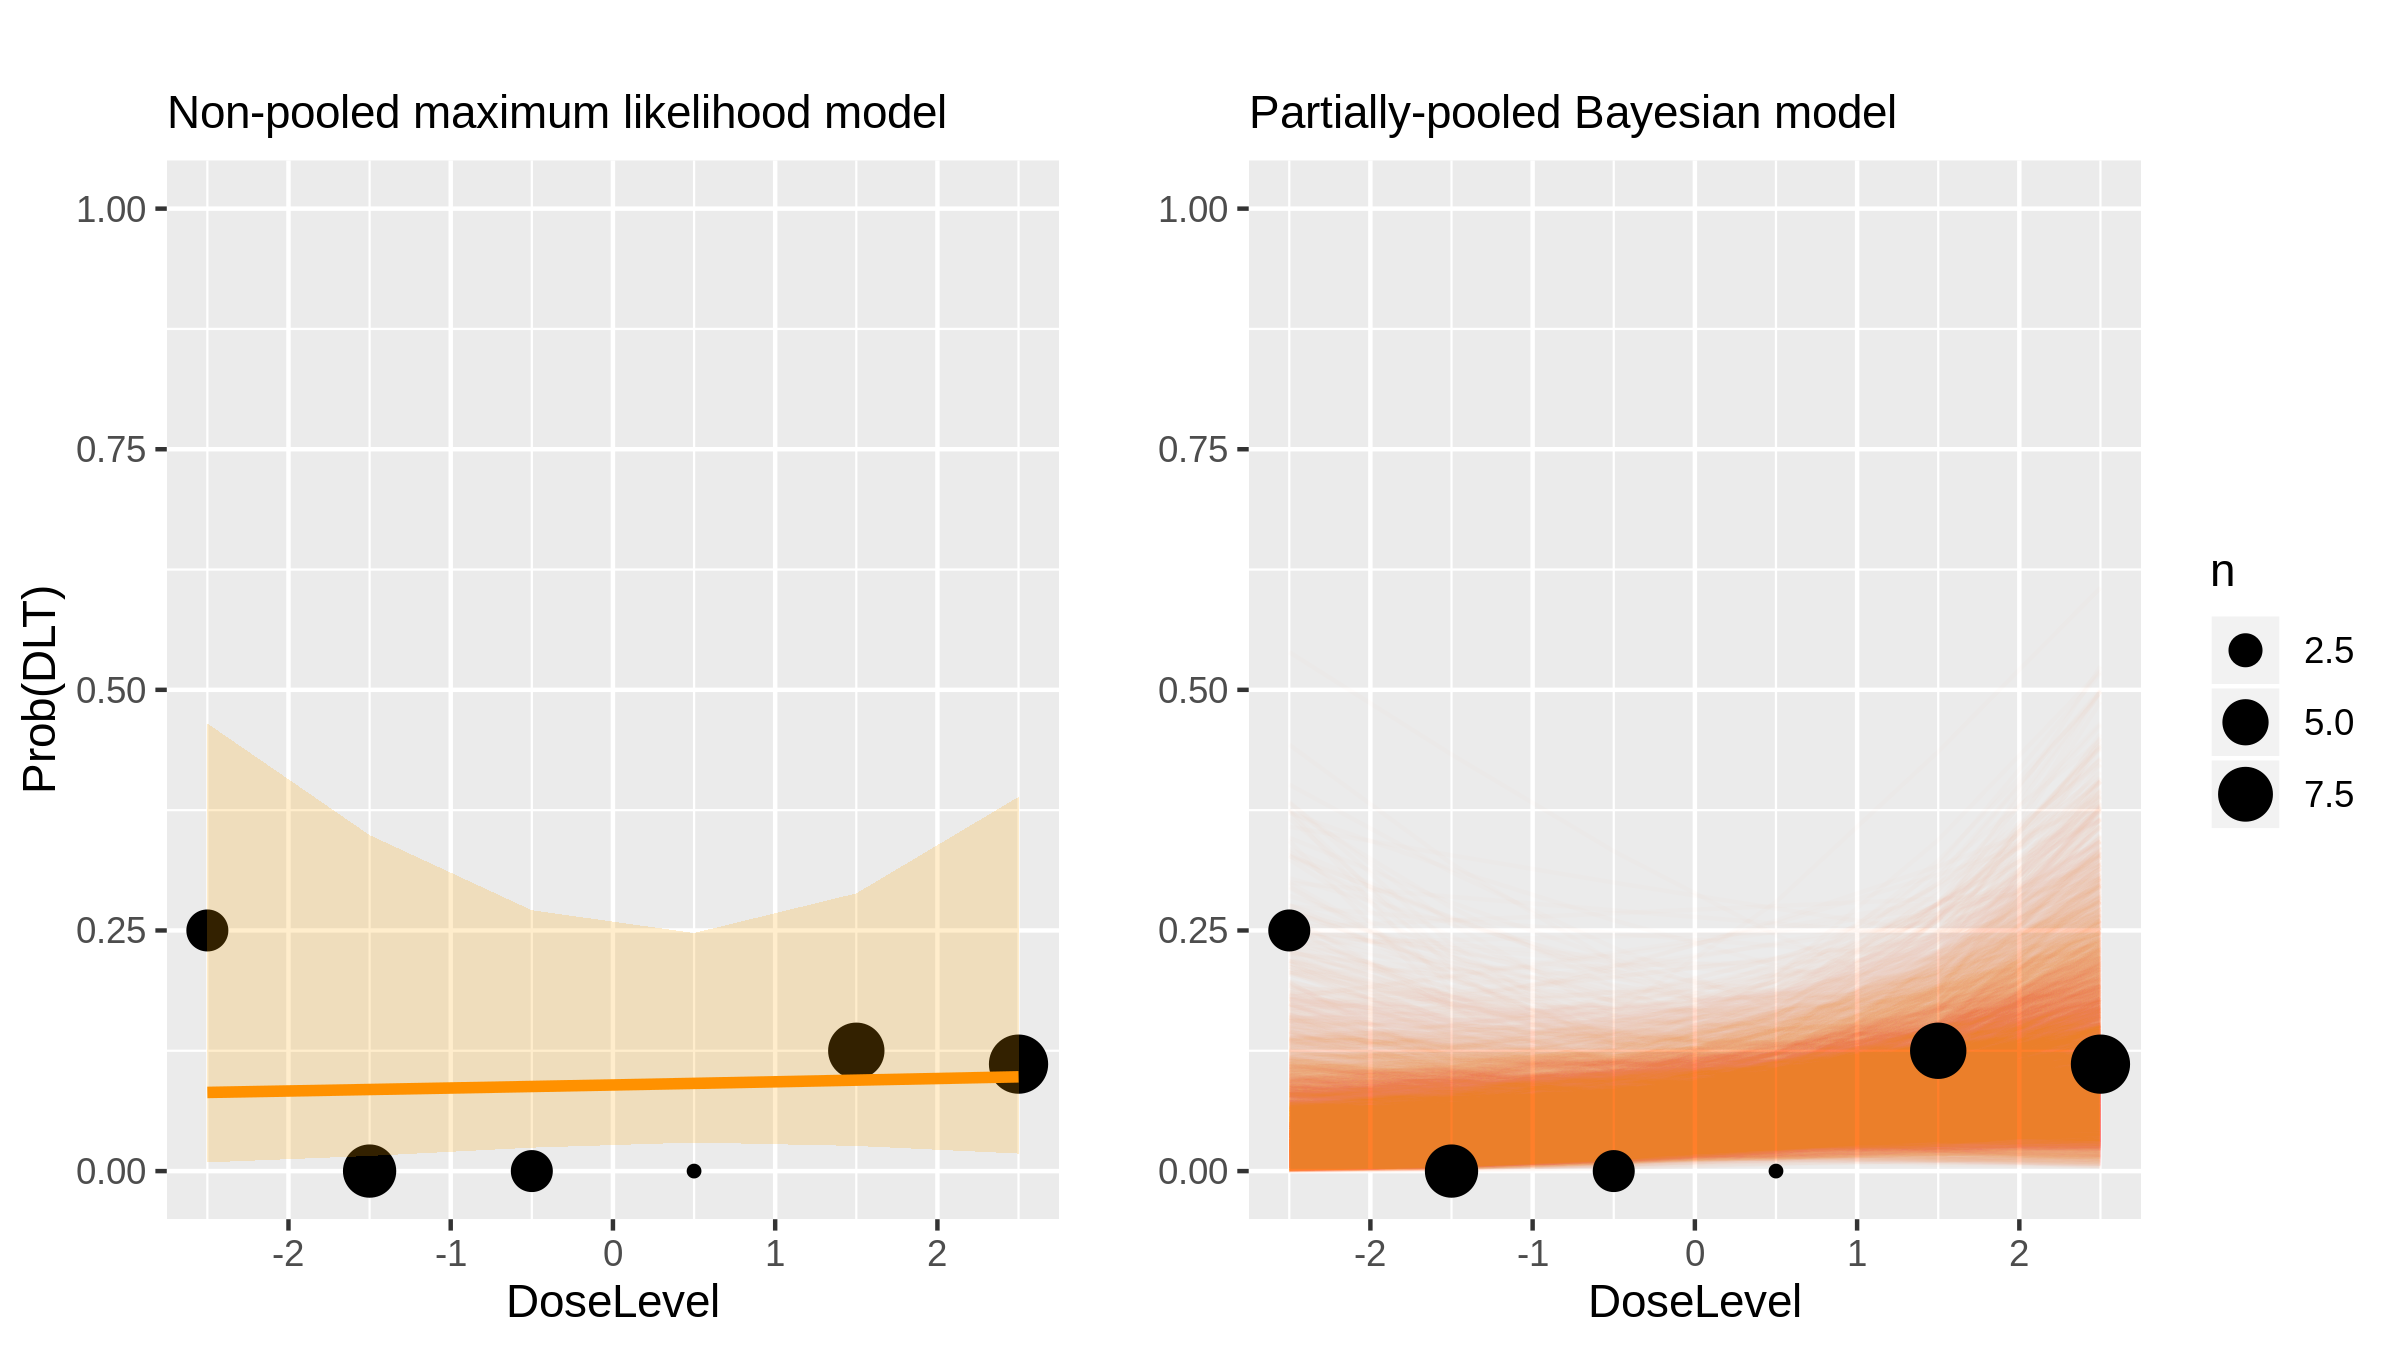 Non-pooled maximum likelihood model
Prob(DLT)
1.00
0.75
0.50
0.25
0.00
-2 -1 0 1 2
DoseLevel
Partially-pooled Bayesian model
1.00
0.75
0.50
0.25
0.00
-2 -1 0 1 2
DoseLevel
n
2.5
5.0
7.5